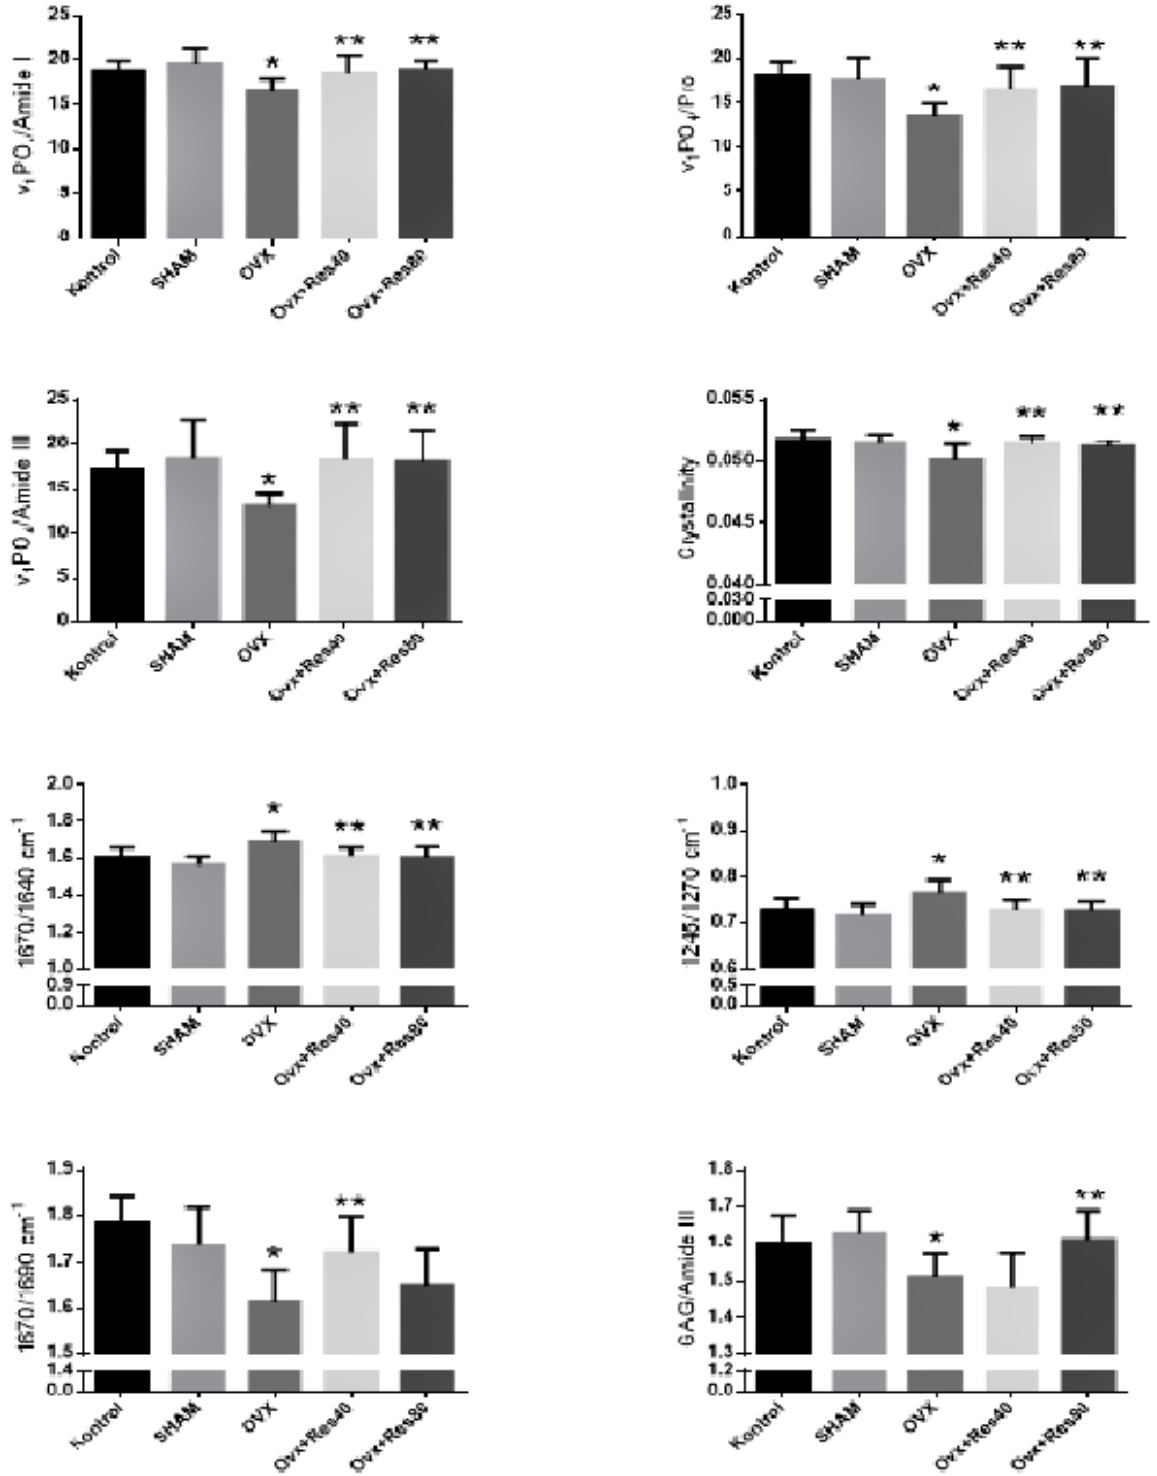 ν₁PO₄/Amide I
25
20
15
10
5
0
*
**
**
Kontrol
SHAM
OVX
Ovx+Res40
Ovx+Res80
ν₁PO₄/Pro
25
20
15
10
5
0
*
**
**
Kontrol
SHAM
OVX
Ovx+Res40
Ovx+Res80
ν₁PO₄/Amide III
25
20
15
10
5
0
*
**
**
Kontrol
SHAM
OVX
Ovx+Res40
Ovx+Res80
Crystallinity
0.055
0.050
0.045
0.040
0.030
0.000
*
**
**
Kontrol
SHAM
OVX
Ovx+Res40
Ovx+Res80
1670/1640 cm⁻¹
2.0
1.8
1.6
1.4
1.2
1.0
0.9
0.0
*
**
**
Kontrol
SHAM
OVX
Ovx+Res40
Ovx+Res80
1245/1270 cm⁻¹
1.0
0.9
0.8
0.7
0.6
0.5
0.0
*
**
**
Kontrol
SHAM
OVX
Ovx+Res40
Ovx+Res80
1670/1690 cm⁻¹
1.9
1.8
1.7
1.6
1.5
1.4
0.0
*
**
Kontrol
SHAM
OVX
Ovx+Res40
Ovx+Res80
GAG/Amide III
1.8
1.7
1.6
1.5
1.4
1.3
1.2
0.0
*
**
Kontrol
SHAM
OVX
Ovx+Res40
Ovx+Res80